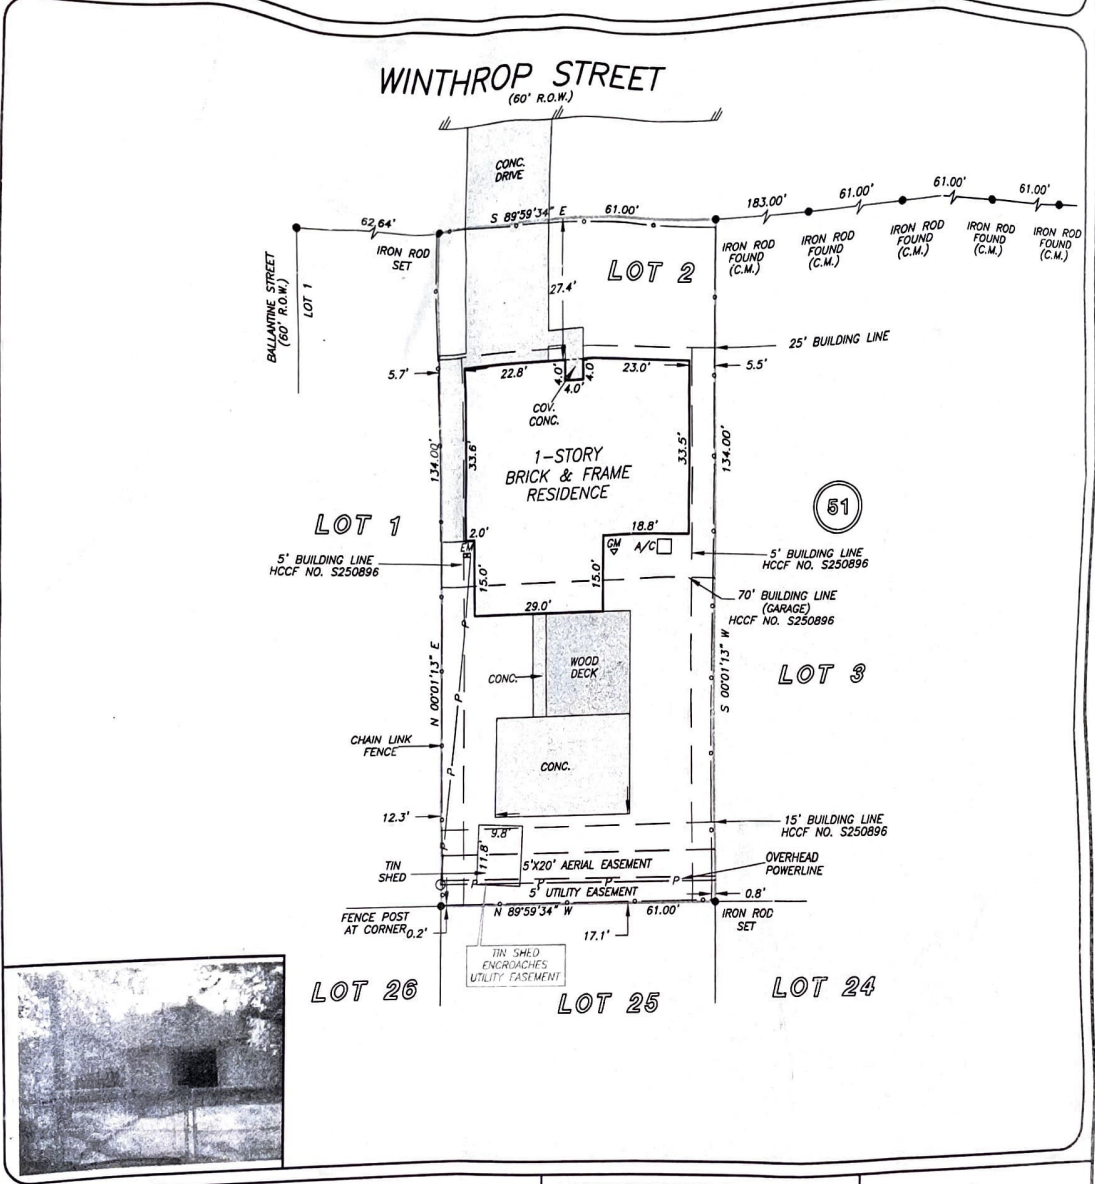 WINTHROP STREET
(60' R.O.W.)
CONC.
DRIVE
62.64'
S 89°59'34" E
61.00'
183.00'
61.00'
61.00'
61.00'
IRON ROD
SET
IRON ROD
FOUND
(C.M.)
IRON ROD
FOUND
(C.M.)
IRON ROD
FOUND
(C.M.)
IRON ROD
FOUND
(C.M.)
IRON ROD
FOUND
(C.M.)
BALLANTINE STREET
(60' R.O.W.)
LOT 1
LOT 2
27.4'
25' BUILDING LINE
5.7'
22.8'
4.0'
4.0'
4.0'
23.0'
5.5'
COV.
CONC.
134.00'
33.6'
1-STORY
BRICK & FRAME
RESIDENCE
33.5'
134.00'
51
LOT 1
2.0'
EM
18.8'
GM
A/C
5' BUILDING LINE
HCCF NO. S250896
5' BUILDING LINE
HCCF NO. S250896
15.0'
15.0'
29.0'
70' BUILDING LINE
(GARAGE)
HCCF NO. S250896
P
N 00°01'13" E
CONC.
WOOD
DECK
S 00°01'13" W
LOT 3
P
CHAIN LINK
FENCE
P
CONC.
12.3'
15' BUILDING LINE
HCCF NO. S250896
P
9.8'
11.8'
TIN
SHED
5'X20' AERIAL EASEMENT
OVERHEAD
POWERLINE
P
P
P
P
5' UTILITY EASEMENT
0.8'
FENCE POST
AT CORNER
0.2'
N 89°59'34" W
61.00'
IRON ROD
SET
17.1'
TIN SHED
ENCROACHES
UTILITY EASEMENT
LOT 26
LOT 25
LOT 24